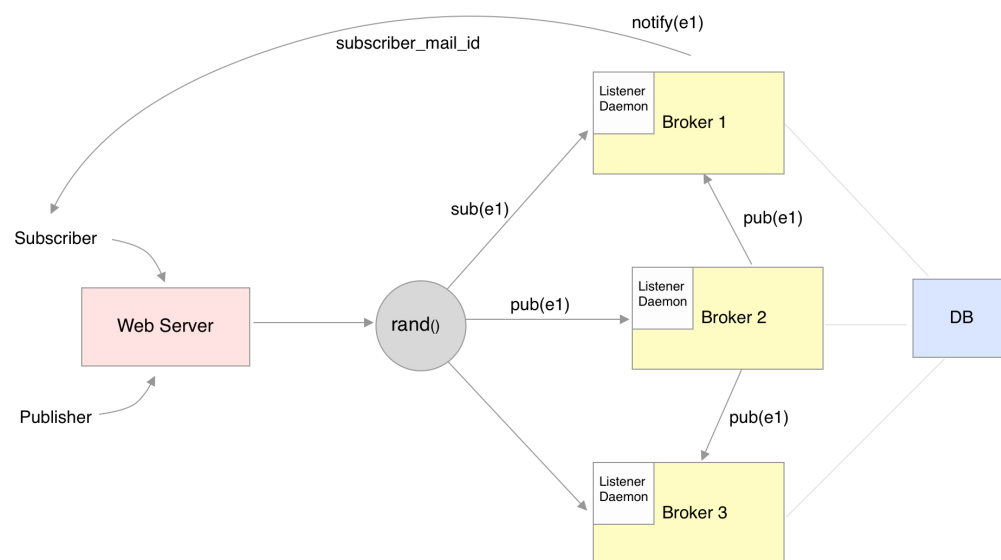 notify(e1)
subscriber_mail_id
Listener
Daemon
Broker 1
sub(e1)
pub(e1)
Subscriber
Listener
Daemon
Broker 2
pub(e1)
Web Server
rand()
DB
Publisher
pub(e1)
Listener
Daemon
Broker 3